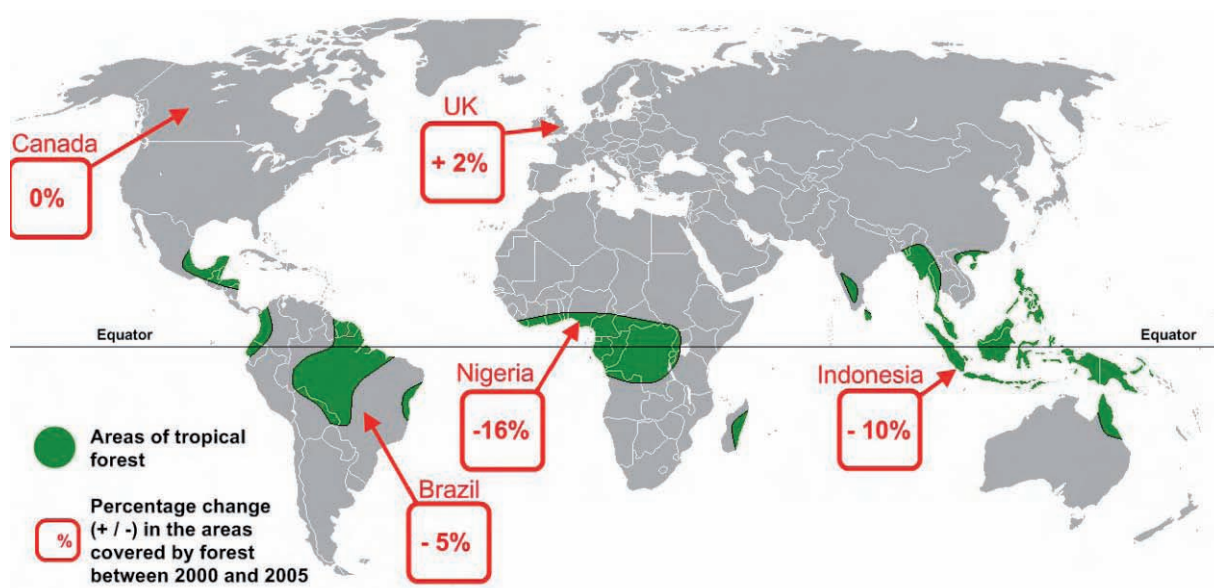 Canada
0%
UK
+ 2%
Equator
Equator
Nigeria
-16%
Indonesia
- 10%
Brazil
- 5%
Areas of tropical
forest
%
Percentage change
(+ / -) in the areas
covered by forest
between 2000 and 2005